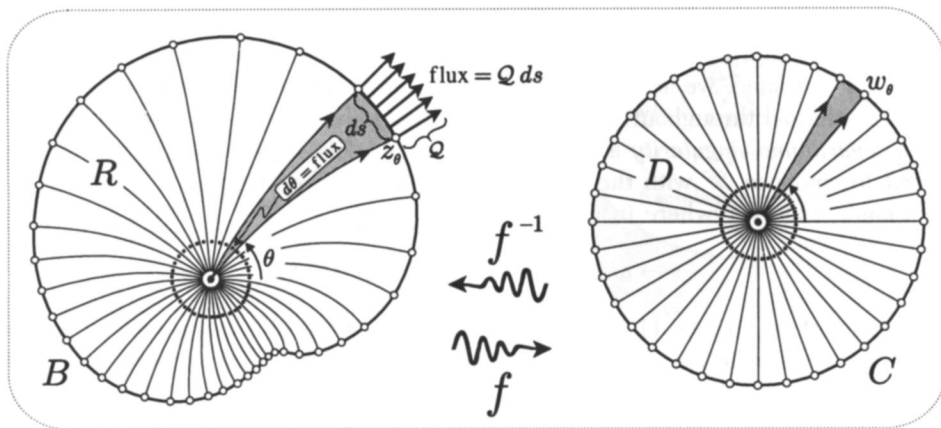 flux = Q ds
ds
z_θ
Q
dθ = flux
R
θ
B
f⁻¹
f
w_θ
D
C